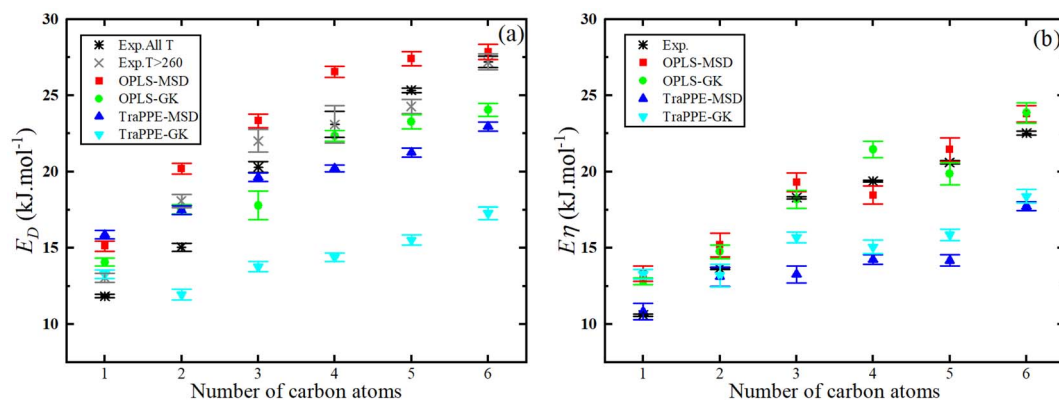 30
25
20
15
10
E_D (kJ.mol⁻¹)
(a)
Exp.All T
Exp.T>260
OPLS-MSD
OPLS-GK
TraPPE-MSD
TraPPE-GK
1 2 3 4 5 6
Number of carbon atoms
30
25
20
15
10
Eη (kJ.mol⁻¹)
(b)
Exp.
OPLS-MSD
OPLS-GK
TraPPE-MSD
TraPPE-GK
1 2 3 4 5 6
Number of carbon atoms